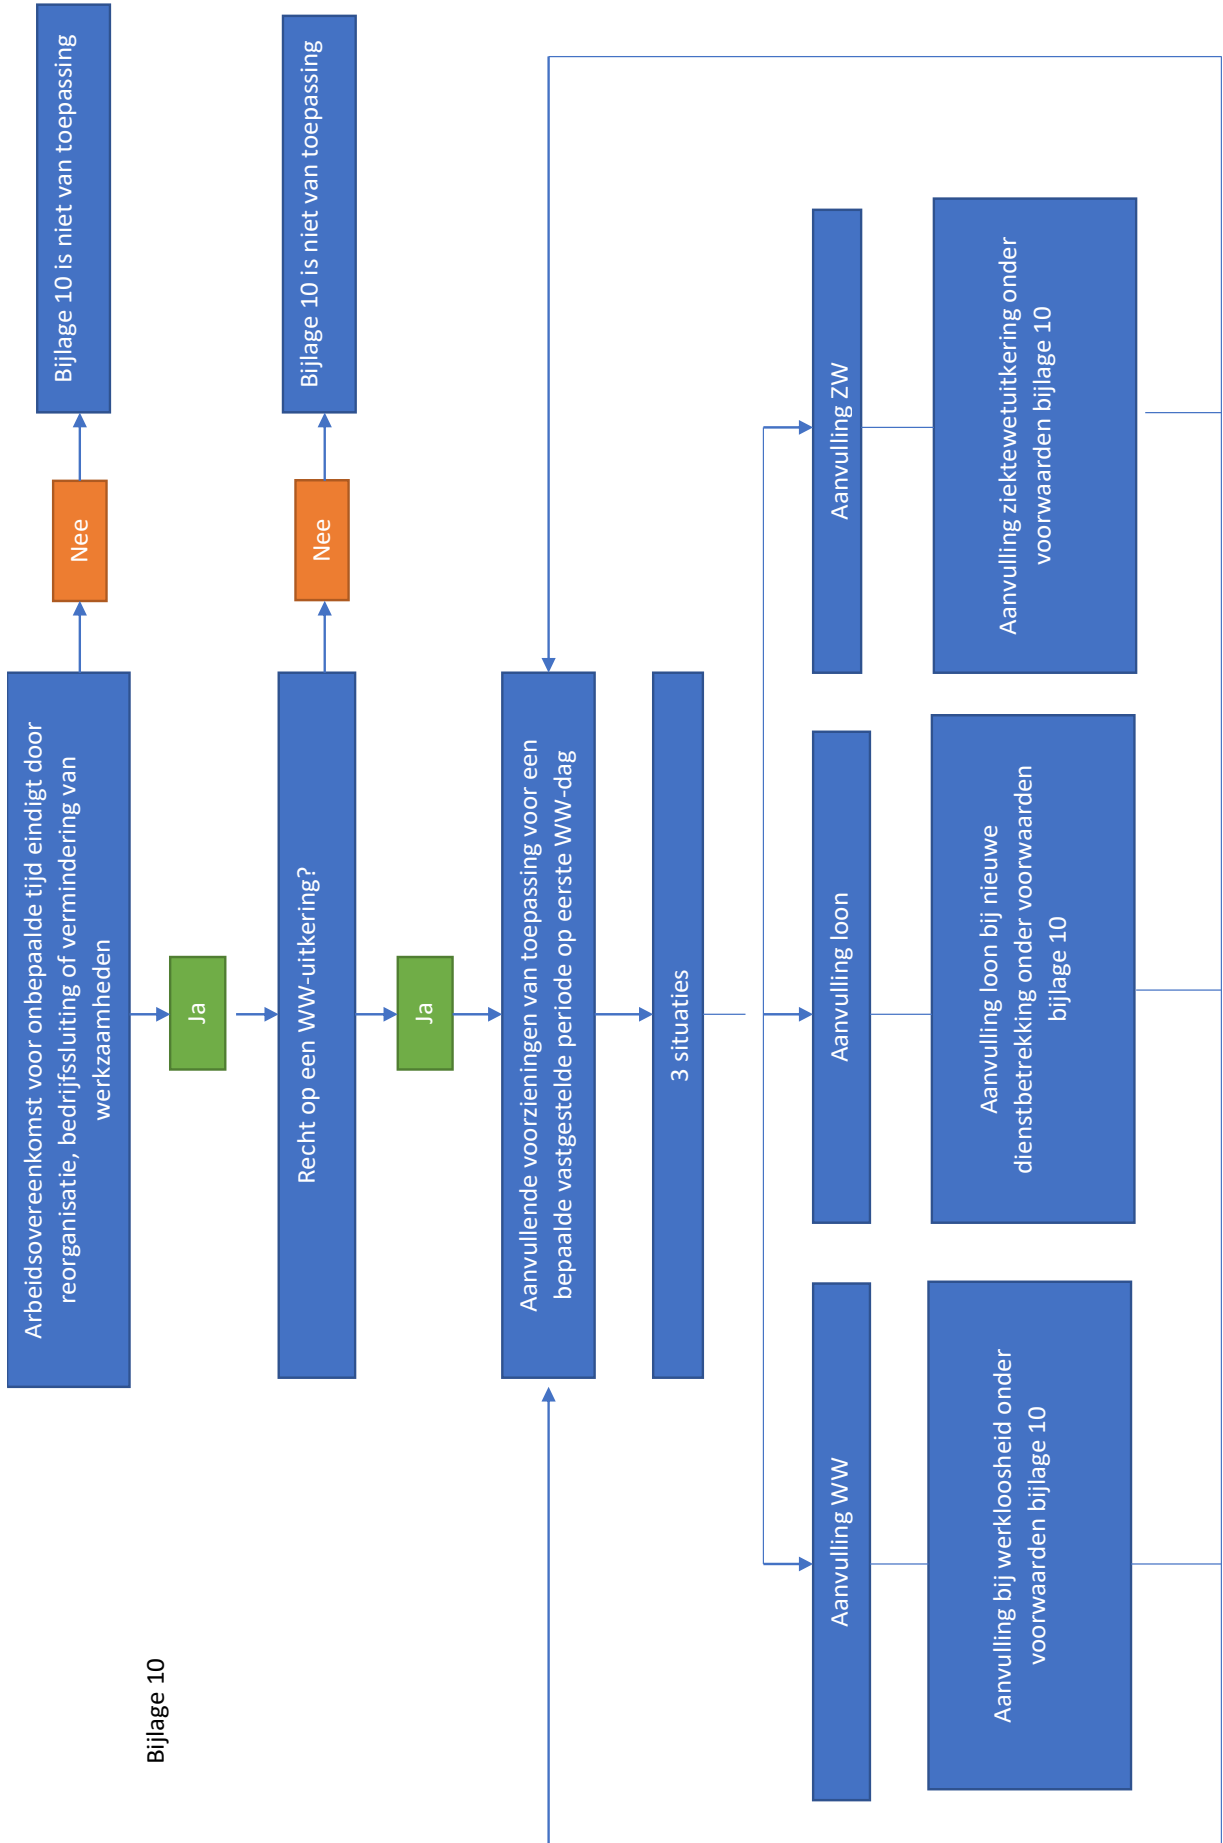 Bijlage 10
Arbeidsovereenkomst voor onbepaalde tijd eindigt door
reorganisatie, bedrijfssluiting of vermindering van
werkzaamheden
Nee
Bijlage 10 is niet van toepassing
Ja
Recht op een WW-uitkering?
Nee
Bijlage 10 is niet van toepassing
Ja
Aanvullende voorzieningen van toepassing voor een
bepaalde vastgestelde periode op eerste WW-dag
3 situaties
Aanvulling WW
Aanvulling loon
Aanvulling ZW
Aanvulling bij werkloosheid onder
voorwaarden bijlage 10
Aanvulling loon bij nieuwe
dienstbetrekking onder voorwaarden
bijlage 10
Aanvulling ziektewetuitkering onder
voorwaarden bijlage 10